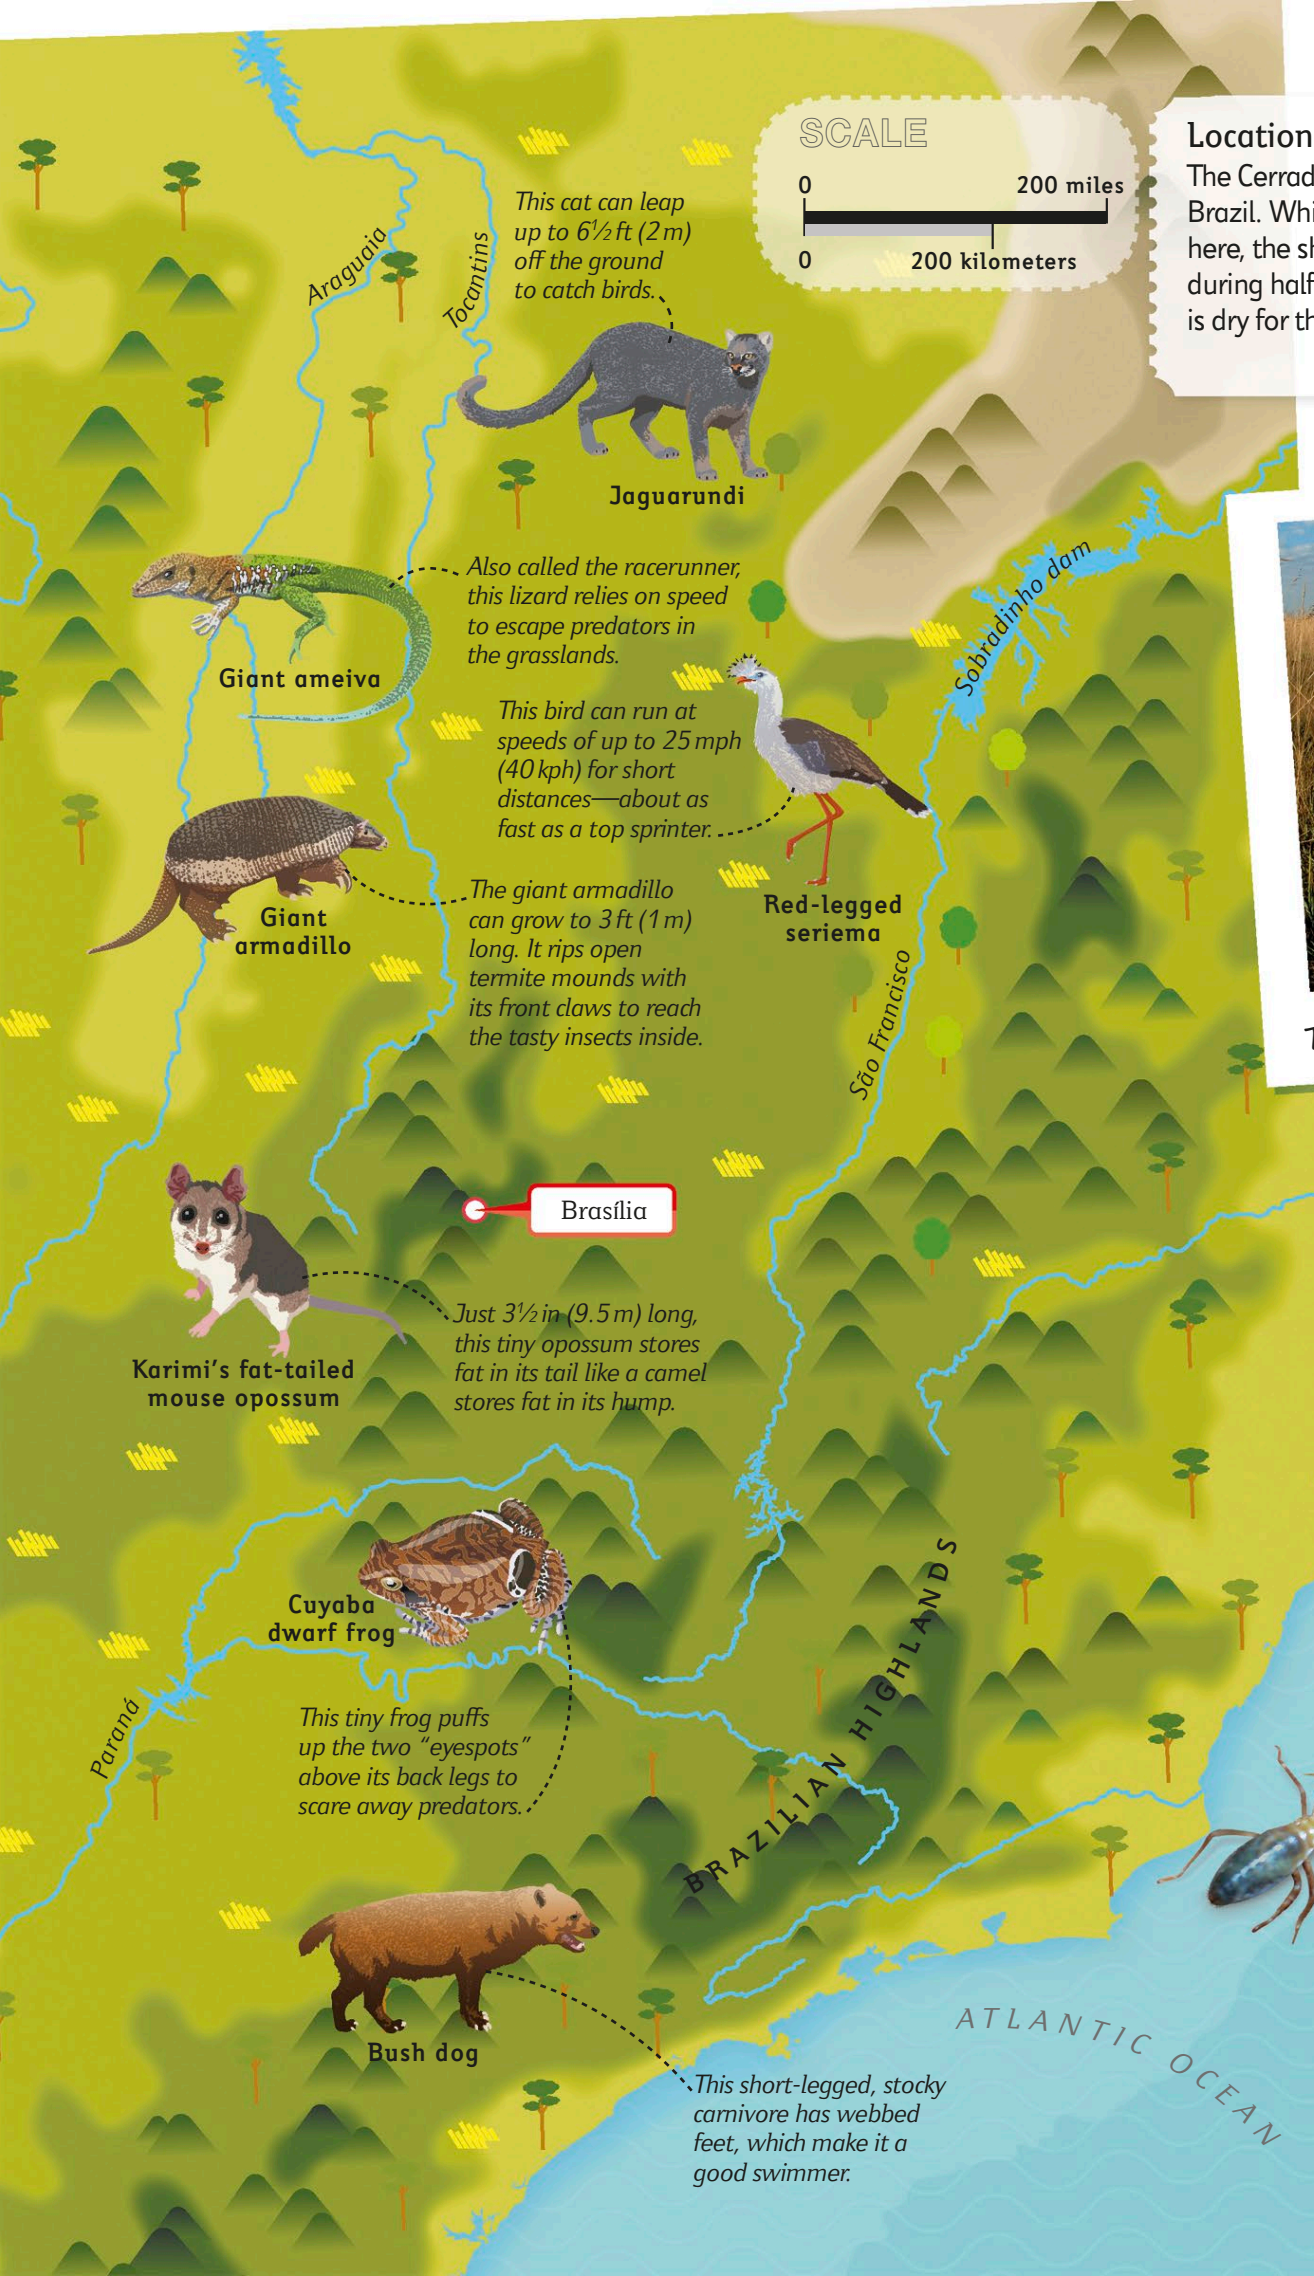 SCALE
0 200 miles
0 200 kilometers
Location
The Cerrad
Brazil. Whi
here, the sh
during half
is dry for th
This cat can leap
up to 6½ ft (2 m)
off the ground
to catch birds.
Araguaia
Tocantins
Jaguarundi
Also called the racerunner,
this lizard relies on speed
to escape predators in
the grasslands.
Giant ameiva
Sobradinho dam
This bird can run at
speeds of up to 25 mph
(40 kph) for short
distances—about as
fast as a top sprinter.
Red-legged
seriema
The giant armadillo
can grow to 3 ft (1 m)
long. It rips open
termite mounds with
its front claws to reach
the tasty insects inside.
Giant
armadillo
São Francisco
Brasília
Just 3½ in (9.5 m) long,
this tiny opossum stores
fat in its tail like a camel
stores fat in its hump.
Karimi's fat-tailed
mouse opossum
Cuyaba
dwarf frog
This tiny frog puffs
up the two “eyespots”
above its back legs to
scare away predators.
Paraná
BRAZILIAN HIGHLANDS
Bush dog
This short-legged, stocky
carnivore has webbed
feet, which make it a
good swimmer.
ATLANTIC OCEAN